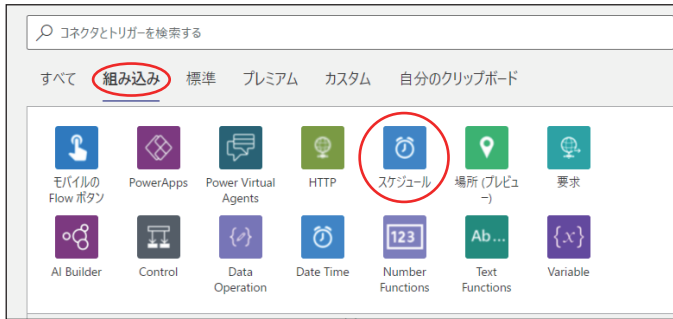 コネクタとトリガーを検索する
すべて 組み込み 標準 プレミアム カスタム 自分のクリップボード
モバイルの
Flow ボタン
PowerApps
Power Virtual
Agents
HTTP
スケジュール
場所 (プレビュ
ー)
要求
123
Ab...
{x}
AI Builder
Control
Data
Operation
Date Time
Number
Functions
Text
Functions
Variable